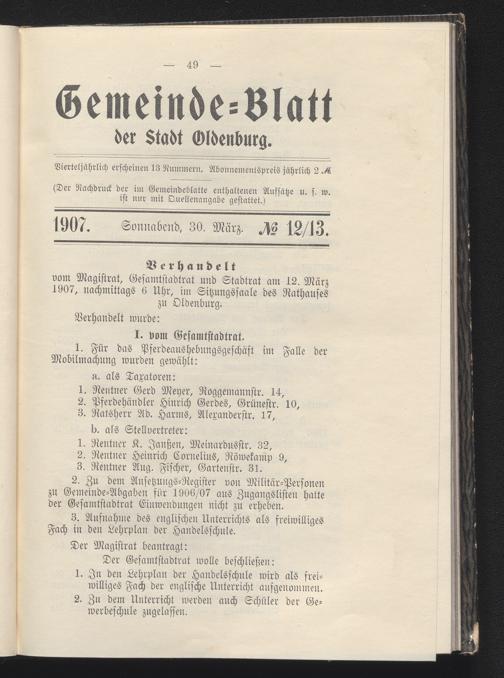 — 49 —
Gemeinde=Blatt
der Stadt Oldenburg.
Vierteljährlich erscheinen 13 Nummern. Abonnementspreis jährlich 2 ℳ
(Der Nachdruck der im Gemeindeblatte enthaltenen Aufsätze u. s. w.
ist nur mit Quellenangabe gestattet.)
1907. Sonnabend, 30. März. № 12/13.
Verhandelt
vom Magistrat, Gesamtstadtrat und Stadtrat am 12. März
1907, nachmittags 6 Uhr, im Sitzungssaale des Rathauses
zu Oldenburg.
Verhandelt wurde:
I. vom Gesamtstadtrat.
1. Für das Pferdeaushebungsgeschäft im Falle der
Mobilmachung wurden gewählt:
a. als Taxatoren:
1. Rentner Gerd Meyer, Roggemannstr. 14,
2. Pferdehändler Hinrich Gerdes, Grünestr. 10,
3. Ratsherr Ad. Harms, Alexanderstr. 17,
b. als Stellvertreter:
1. Rentner K. Janßen, Meinardusstr. 32,
2. Rentner Heinrich Cornelius, Röwekamp 9,
3. Rentner Aug. Fischer, Gartenstr. 31.
2. Zu dem Ansetzungs=Register von Militär=Personen
zu Gemeinde=Abgaben für 1906/07 aus Zugangslisten hatte
der Gesamtstadtrat Einwendungen nicht zu erheben.
3. Aufnahme des englischen Unterrichts als freiwilliges
Fach in den Lehrplan der Handelsschule.
Der Magistrat beantragt:
Der Gesamtstadtrat wolle beschließen:
1. In den Lehrplan der Handelsschule wird als frei=
williges Fach der englische Unterricht aufgenommen.
2. Zu dem Unterricht werden auch Schüler der Ge=
werbeschule zugelassen.